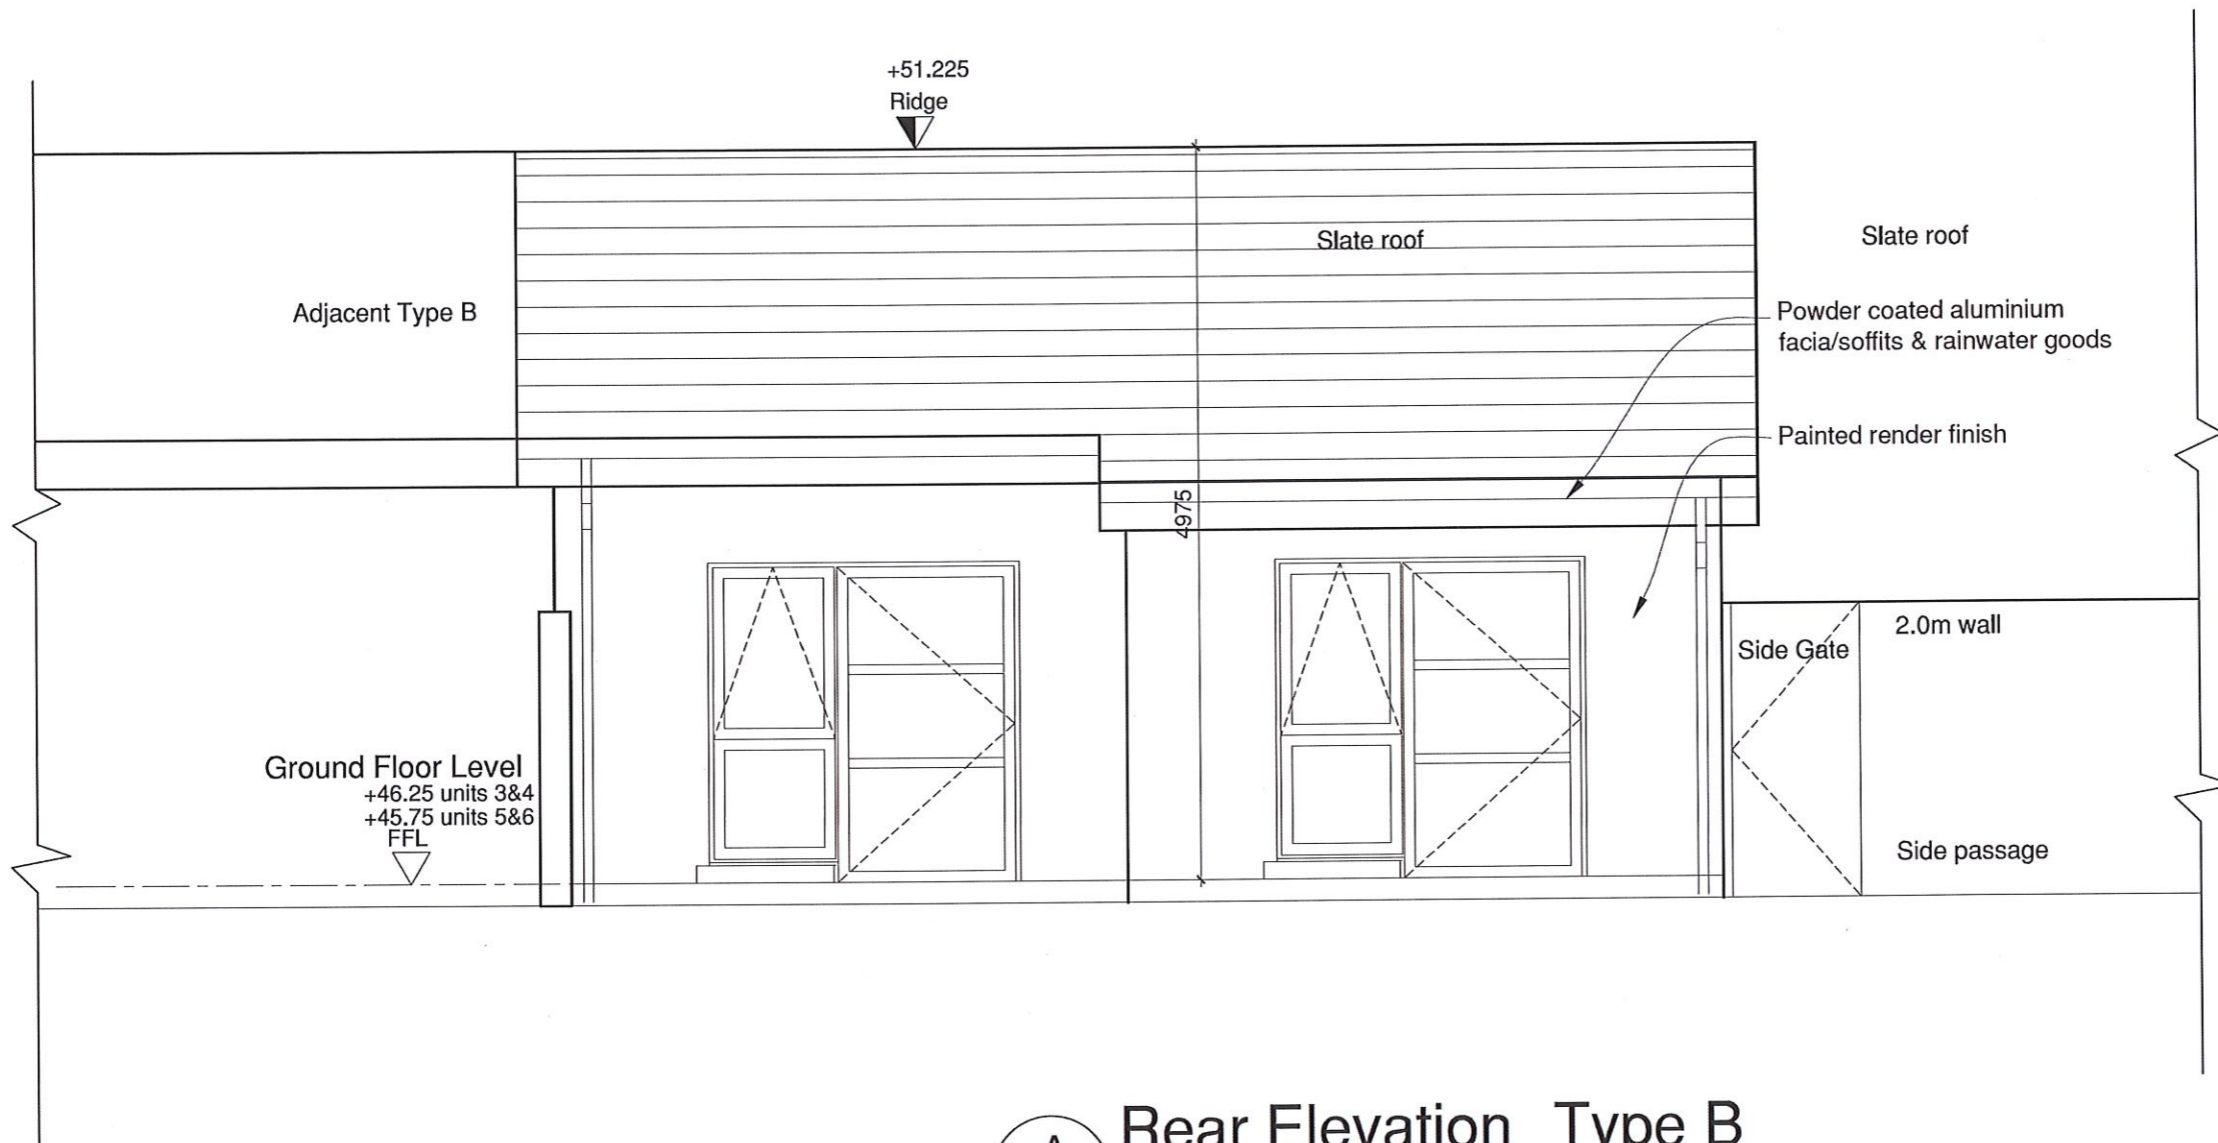 +51.225
Ridge
Slate roof
Slate roof
Adjacent Type B
Powder coated aluminium
facia/soffits & rainwater goods
Painted render finish
4975
2.0m wall
Side Gate
Ground Floor Level
+46.25 units 3&4
+45.75 units 5&6
FFL
Side passage
A
Rear Elevation Type B